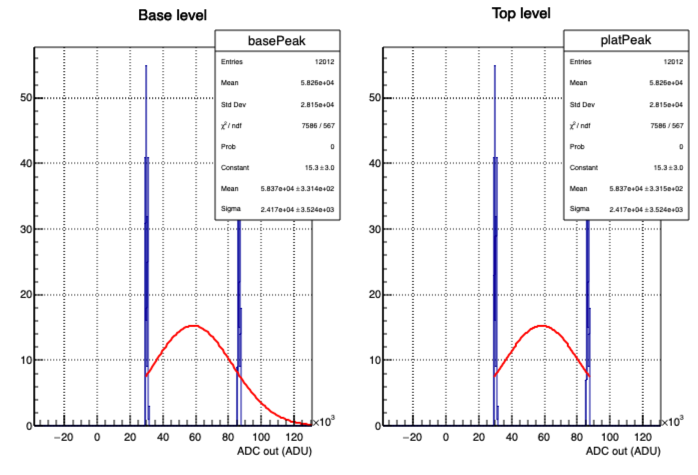 Base level
basePeak
Entries 12012
Mean 5.826e+04
Std Dev 2.815e+04
χ² / ndf 7586 / 567
Prob 0
Constant 15.3 ± 3.0
Mean 5.837e+04 ± 3.314e+02
Sigma 2.417e+04 ± 3.524e+03
50
40
30
20
10
0
−20 0 20 40 60 80 100 120 ×10³
ADC out (ADU)
Top level
platPeak
Entries 12012
Mean 5.826e+04
Std Dev 2.815e+04
χ² / ndf 7586 / 567
Prob 0
Constant 15.3 ± 3.0
Mean 5.837e+04 ± 3.315e+02
Sigma 2.417e+04 ± 3.524e+03
50
40
30
20
10
0
−20 0 20 40 60 80 100 120 ×10³
ADC out (ADU)